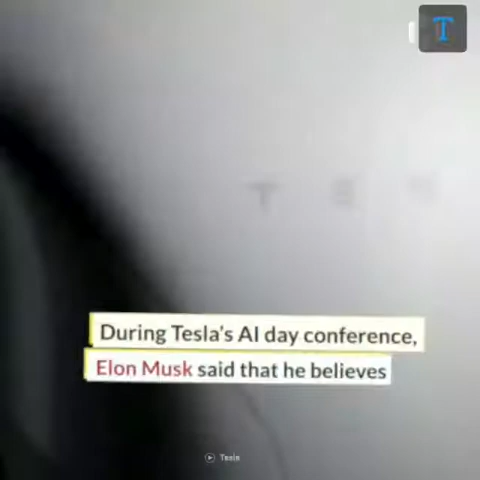 T
T E
During Tesla's AI day conference,
Elon Musk said that he believes
Tesla